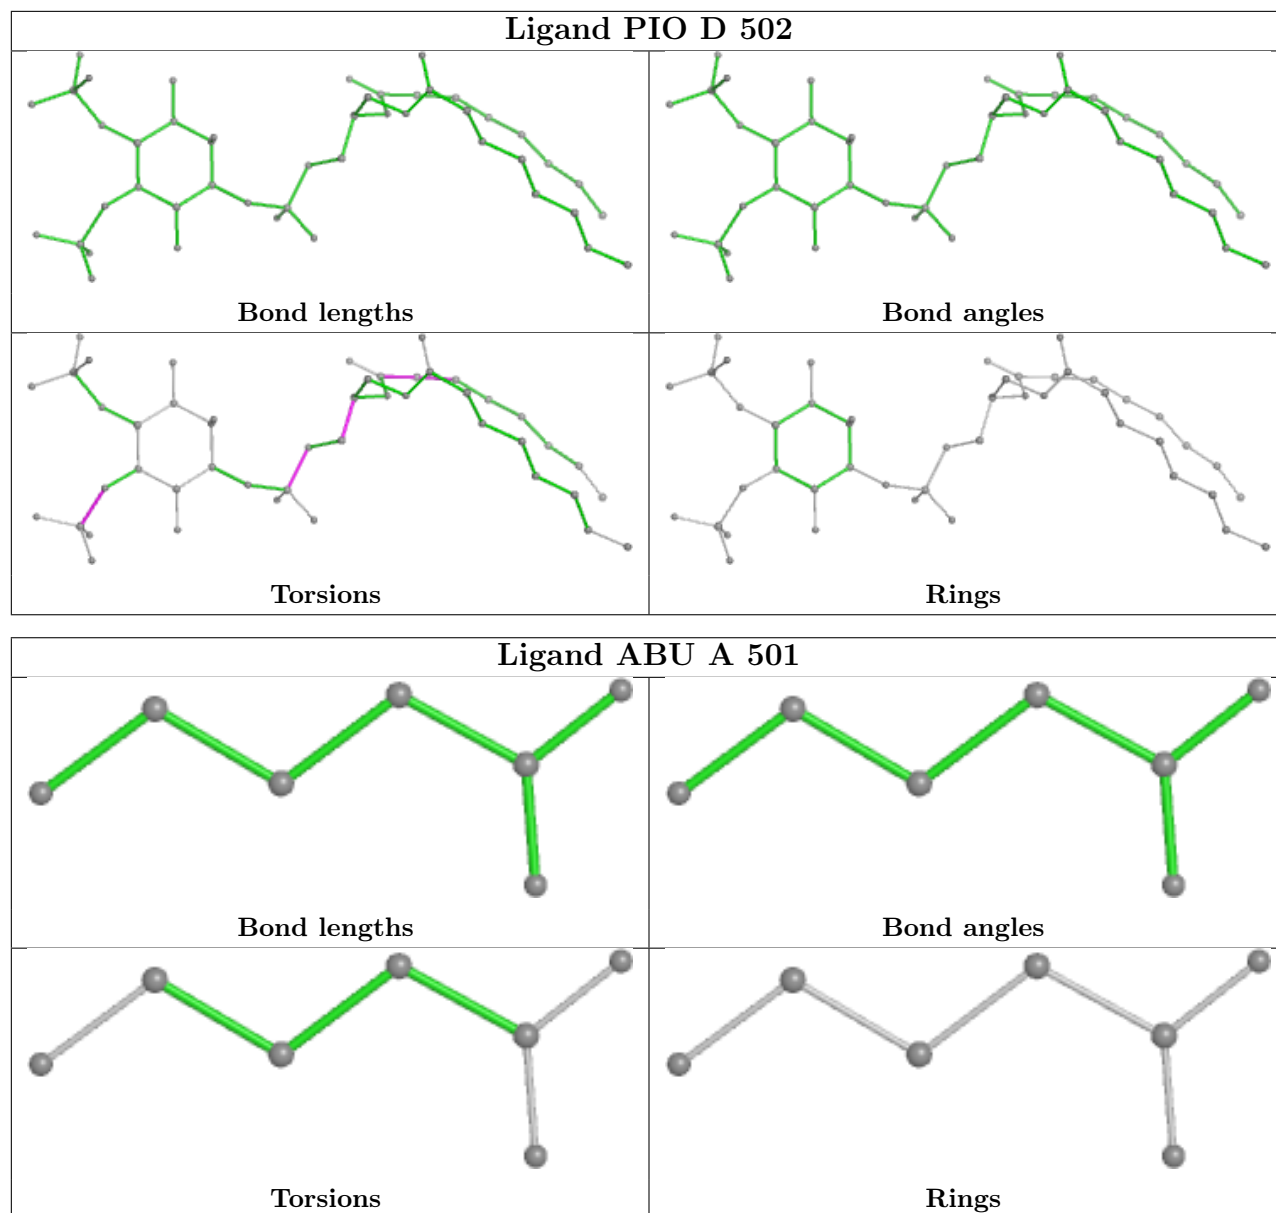 Ligand PIO D 502
Bond lengths
Bond angles
Torsions
Rings
Ligand ABU A 501
Bond lengths
Bond angles
Torsions
Rings